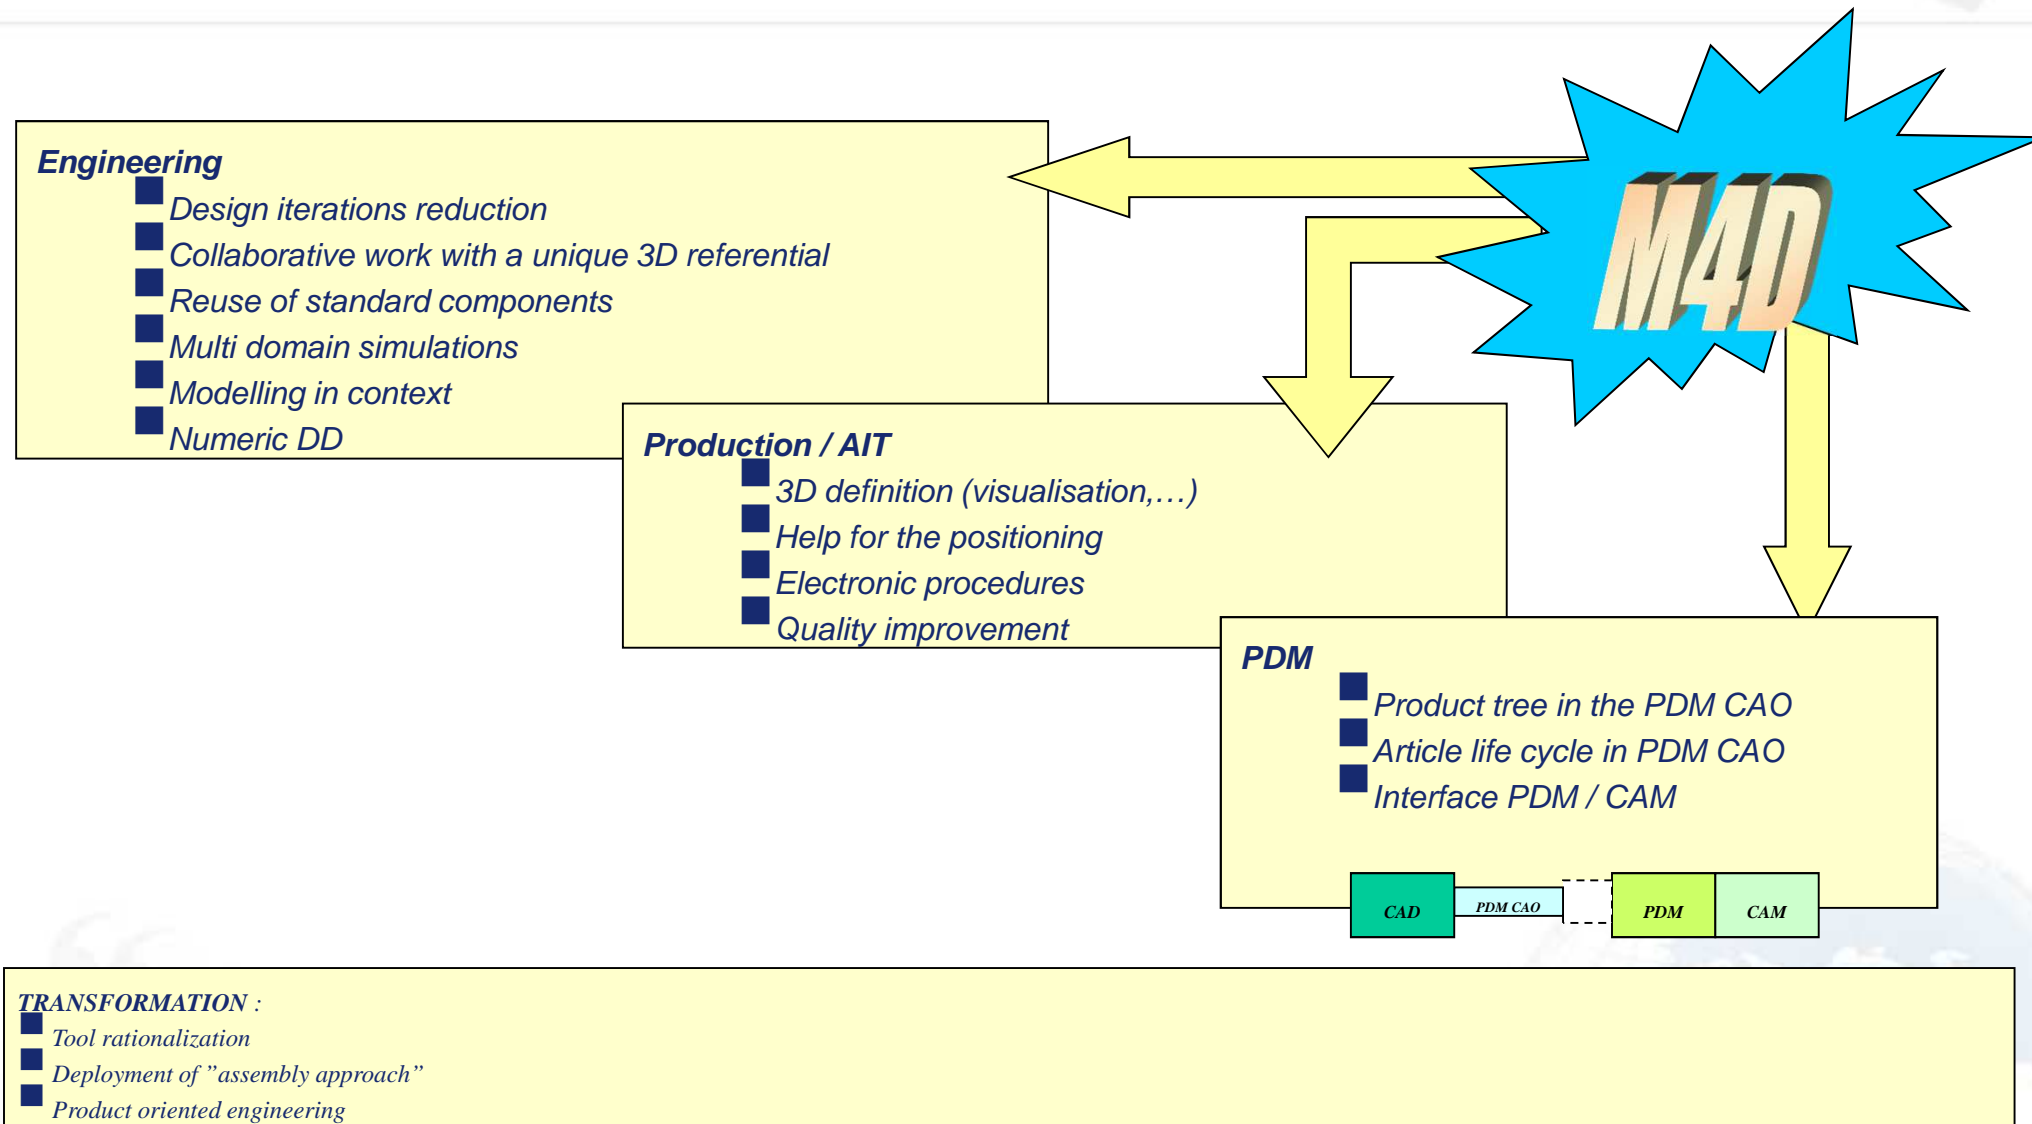 M4D
Engineering
Design iterations reduction
Collaborative work with a unique 3D referential
Reuse of standard components
Multi domain simulations
Modelling in context
Numeric DD
Production / AIT
3D definition (visualisation,…)
Help for the positioning
Electronic procedures
Quality improvement
PDM
Product tree in the PDM CAO
Article life cycle in PDM CAO
Interface PDM / CAM
CAD PDM CAO PDM CAM
TRANSFORMATION :
Tool rationalization
Deployment of ”assembly approach”
Product oriented engineering